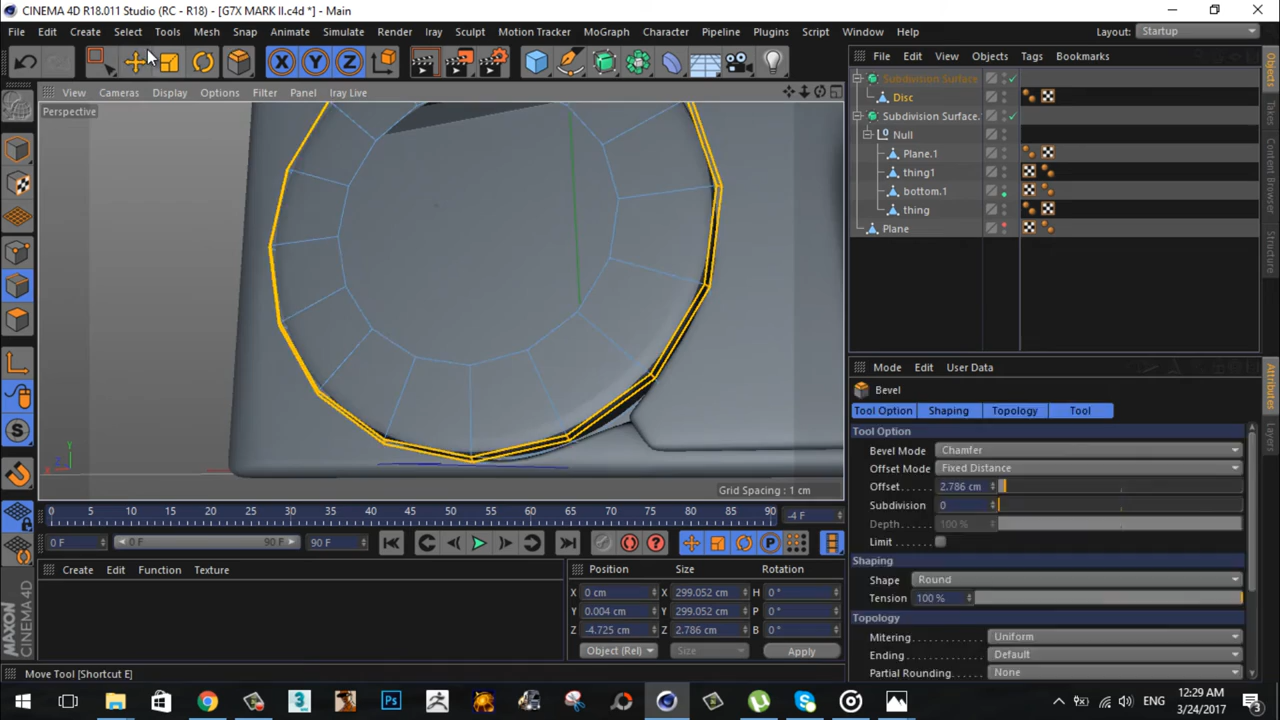 CINEMA 4D R18.011 Studio (RC - R18) - [G7X MARK II.c4d *] - Main
File Edit Create Select Tools Mesh Snap Animate Simulate Render Iray Sculpt Motion Tracker MoGraph Character Pipeline Plugins Script Window Help Layout: Startup
X Y Z
File Edit View Objects Tags Bookmarks
View Cameras Display Options Filter Panel Iray Live
Perspective
Subdivision Surface
Disc
Subdivision Surface.
Null
Plane.1
thing1
bottom.1
thing
Plane
Objects
Takes
Content Browser
Structure
Grid Spacing : 1 cm
Mode Edit User Data
Bevel
Tool Option Shaping Topology Tool
Tool Option
Bevel Mode Chamfer
Offset Mode Fixed Distance
Offset 2.786 cm
Subdivision 0
Depth 100 %
Limit
Shaping
Shape Round
Tension 100 %
Topology
Mitering Uniform
Ending Default
Partial Rounding None
Attributes
Layers
0 5 10 15 20 25 30 35 40 45 50 55 60 65 70 75 80 85 90 -4 F
0 F 0 F 90 F 90 F
Create Edit Function Texture
Position Size Rotation
X 0 cm X 299.052 cm H 0 °
Y 0.004 cm Y 299.052 cm P 0 °
Z -4.725 cm Z 2.786 cm B 0 °
Object (Rel) Size Apply
MAXON CINEMA 4D
Move Tool [Shortcut E]
ENG 12:29 AM
3/24/2017